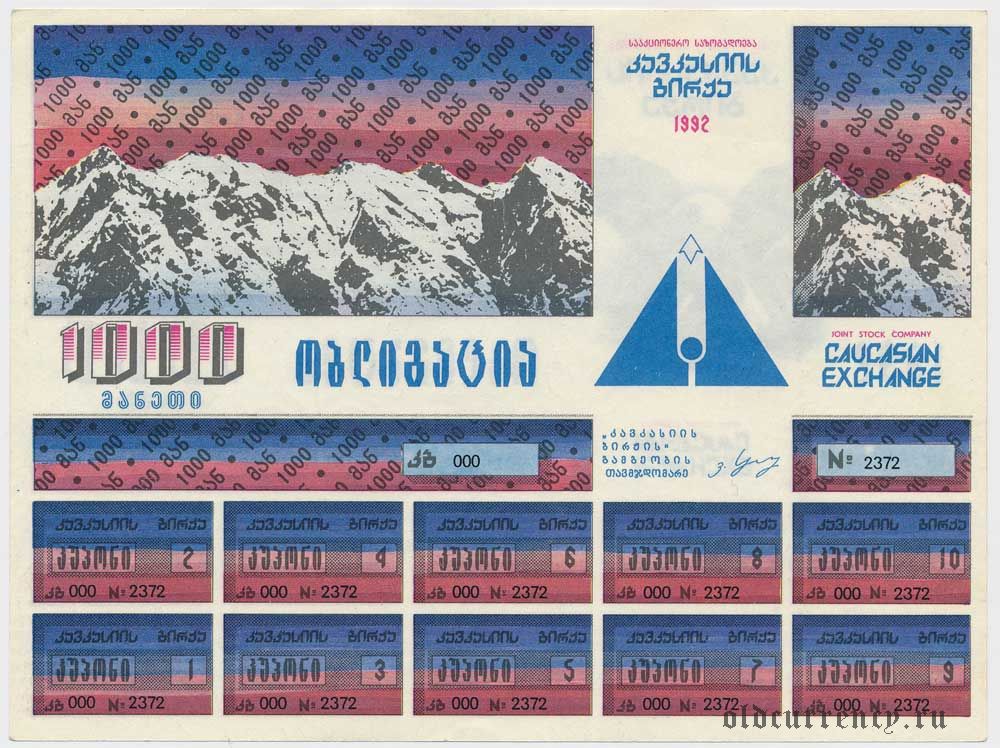 1000 მან
სააქციონერო საზოგადოება
კავკასიის
ბირჟა
1992
1000
მანეთი
ობლიგაცია
JOINT STOCK COMPANY
CAUCASIAN
EXCHANGE
კბ 000
„კავკასიის
ბირჟის“
გამგეობის
თავმჯდომარე
№ 2372
კავკასიის ბირჟა
კუპონი 2
კბ 000 № 2372
კავკასიის ბირჟა
კუპონი 4
კბ 000 № 2372
კავკასიის ბირჟა
კუპონი 6
კბ 000 № 2372
კავკასიის ბირჟა
კუპონი 8
კბ 000 № 2372
კავკასიის ბირჟა
კუპონი 10
კბ 000 № 2372
კავკასიის ბირჟა
კუპონი 1
კბ 000 № 2372
კავკასიის ბირჟა
კუპონი 3
კბ 000 № 2372
კავკასიის ბირჟა
კუპონი 5
კბ 000 № 2372
კავკასიის ბირჟა
კუპონი 7
კბ 000 № 2372
კავკასიის ბირჟა
კუპონი 9
კბ 000 № 2372
oldcurrency.ru